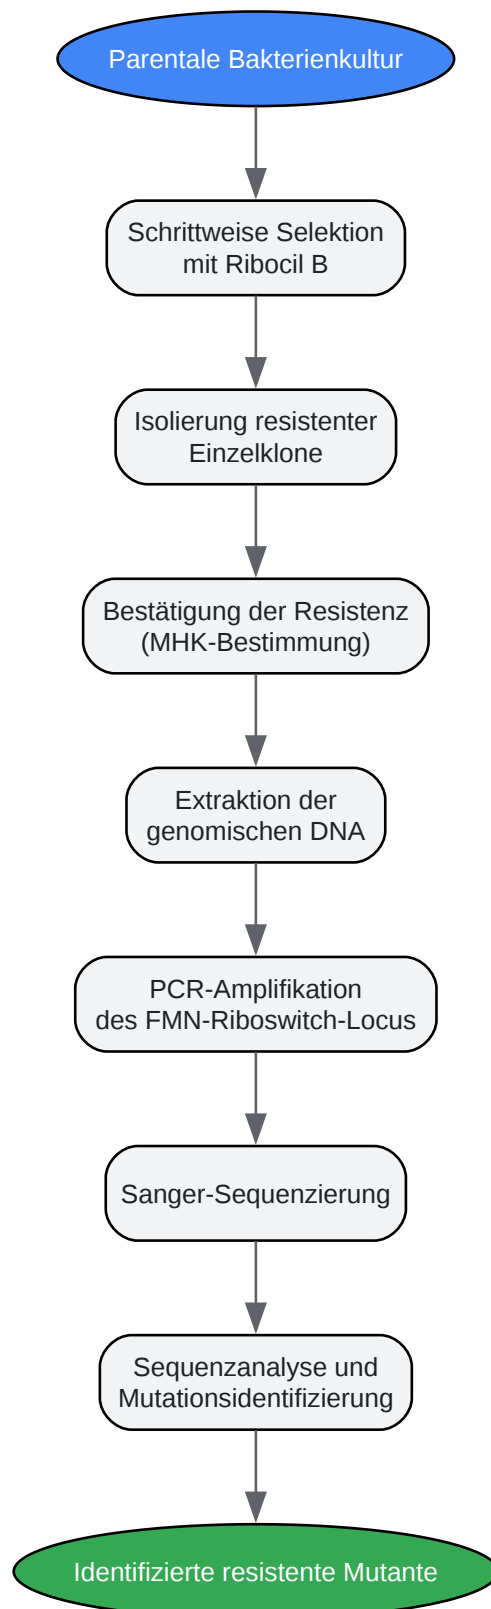 Parentale Bakterienkultur
Schrittweise Selektion
mit Ribocil B
Isolierung resistenter
Einzelklone
Bestätigung der Resistenz
(MHK-Bestimmung)
Extraktion der
genomischen DNA
PCR-Amplifikation
des FMN-Riboswitch-Locus
Sanger-Sequenzierung
Sequenzanalyse und
Mutationsidentifizierung
Identifizierte resistente Mutante